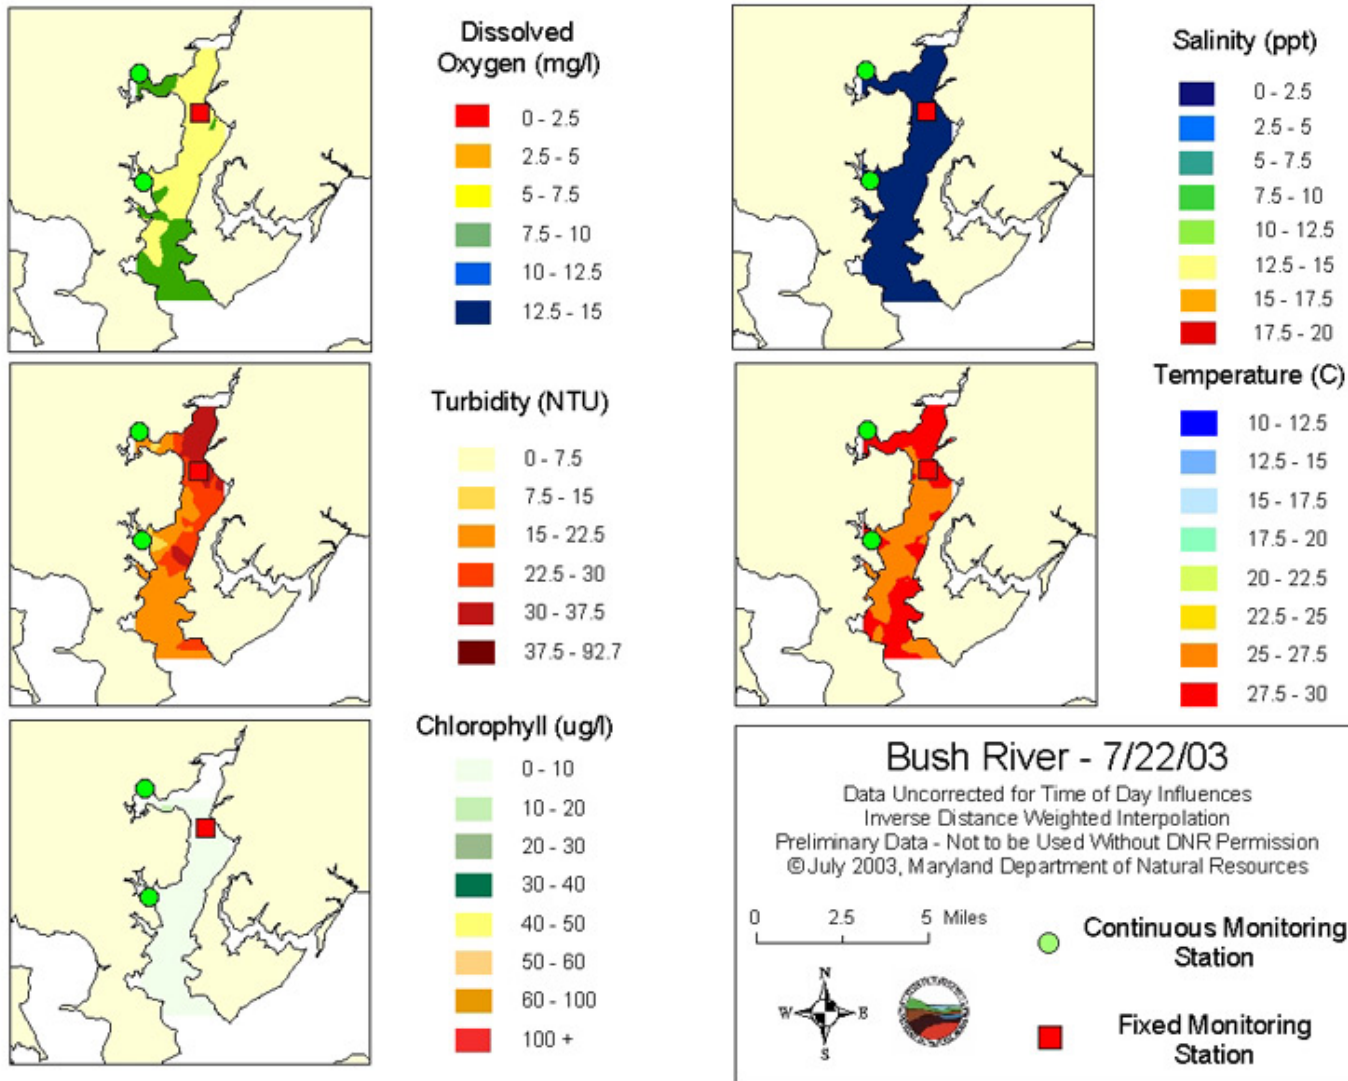 Dissolved
Oxygen (mg/l)
0 - 2.5
2.5 - 5
5 - 7.5
7.5 - 10
10 - 12.5
12.5 - 15
Salinity (ppt)
0 - 2.5
2.5 - 5
5 - 7.5
7.5 - 10
10 - 12.5
12.5 - 15
15 - 17.5
17.5 - 20
Turbidity (NTU)
0 - 7.5
7.5 - 15
15 - 22.5
22.5 - 30
30 - 37.5
37.5 - 92.7
Temperature (C)
10 - 12.5
12.5 - 15
15 - 17.5
17.5 - 20
20 - 22.5
22.5 - 25
25 - 27.5
27.5 - 30
Chlorophyll (ug/l)
0 - 10
10 - 20
20 - 30
30 - 40
40 - 50
50 - 60
60 - 100
100 +
Bush River - 7/22/03
Data Uncorrected for Time of Day Influences
Inverse Distance Weighted Interpolation
Preliminary Data - Not to be Used Without DNR Permission
©July 2003, Maryland Department of Natural Resources
0 2.5 5 Miles
N
W E
S
Continuous Monitoring
Station
Fixed Monitoring
Station